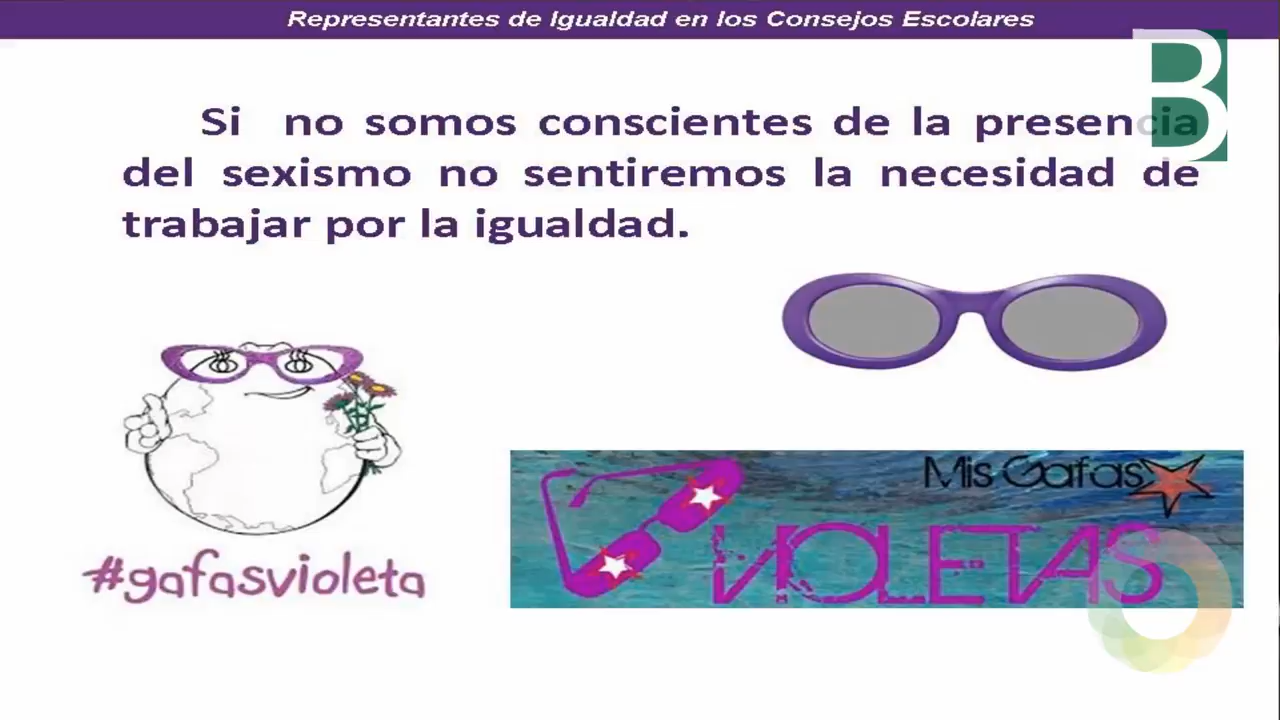 Representantes de Igualdad en los Consejos Escolares
B
Si no somos conscientes de la presencia
del sexismo no sentiremos la necesidad de
trabajar por la igualdad.
#gafasvioleta
Mis Gafas
VIOLETAS